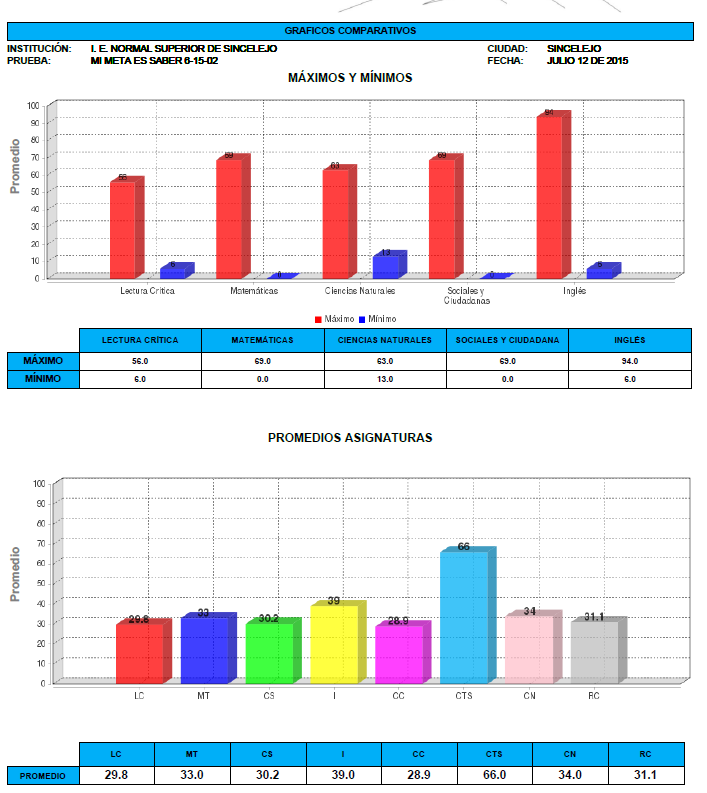 GRAFICOS COMPARATIVOS
INSTITUCIÓN: I. E. NORMAL SUPERIOR DE SINCELEJO CIUDAD: SINCELEJO
PRUEBA: MI META ES SABER 6-15-02 FECHA: JULIO 12 DE 2015
MÁXIMOS Y MÍNIMOS
Promedio
100
90
80
70
60
50
40
30
20
10
0
56 6 69 0 63 13 69 0 94 6
Lectura Crítica Matemáticas Ciencias Naturales Sociales y Inglés
Ciudadanas
Máximo Mínimo
LECTURA CRÍTICA MATEMÁTICAS CIENCIAS NATURALES SOCIALES Y CIUDADANA INGLÉS
MÁXIMO 56.0 69.0 63.0 69.0 94.0
MÍNIMO 6.0 0.0 13.0 0.0 6.0
PROMEDIOS ASIGNATURAS
Promedio
100
90
80
70
60
50
40
30
20
10
0
29.8 33 30.2 39 28.9 66 34 31.1
LC MT CS I CC CTS CN RC
LC MT CS I CC CTS CN RC
PROMEDIO 29.8 33.0 30.2 39.0 28.9 66.0 34.0 31.1